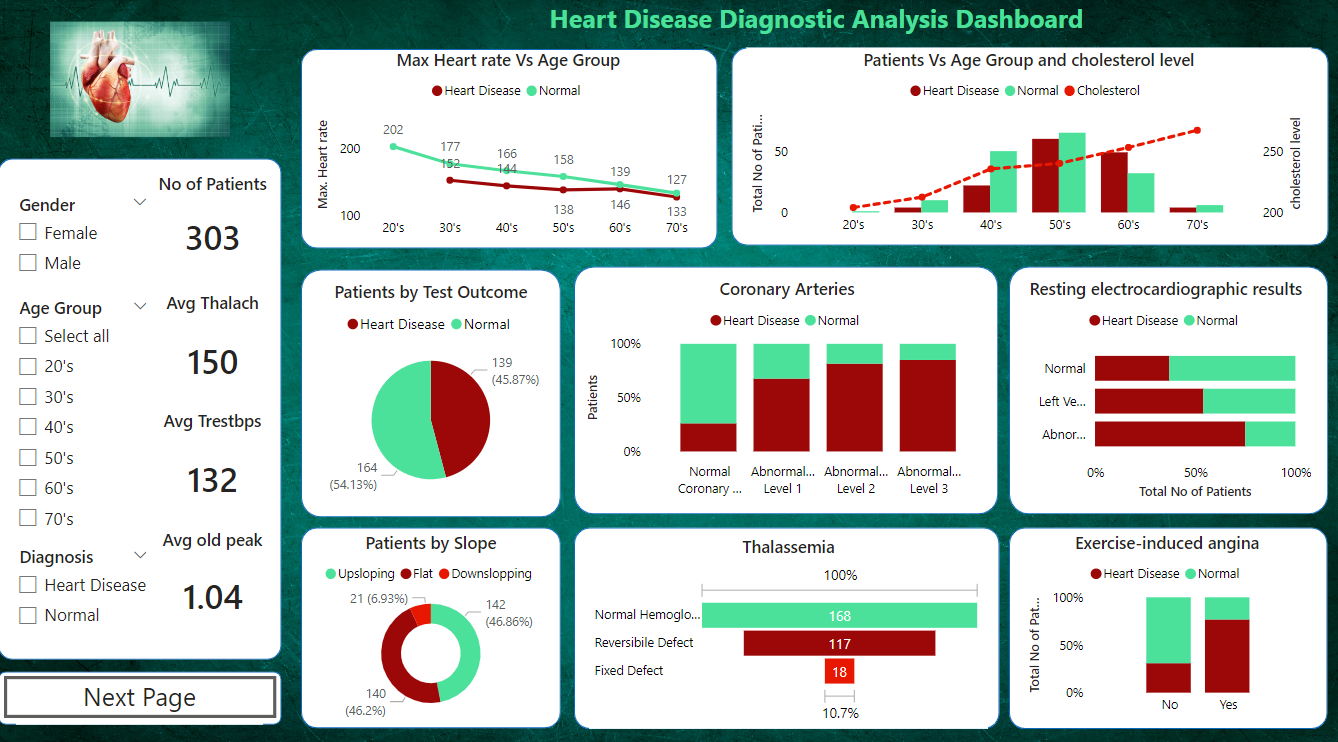 Heart Disease Diagnostic Analysis Dashboard
No of Patients
303
Gender
Female
Male
Age Group
Select all
20's
30's
40's
50's
60's
70's
Diagnosis
Heart Disease
Normal
Avg Thalach
150
Avg Trestbps
132
Avg old peak
1.04
Next Page
Max Heart rate Vs Age Group
Heart Disease Normal
Max. Heart rate
200
100
202
177
152
166
144
158
138
139
146
127
133
20's 30's 40's 50's 60's 70's
Patients Vs Age Group and cholesterol level
Heart Disease Normal Cholesterol
Total No of Pati...
50
0
250
200
cholesterol level
20's 30's 40's 50's 60's 70's
Patients by Test Outcome
Heart Disease Normal
139
(45.87%)
164
(54.13%)
Coronary Arteries
Heart Disease Normal
Patients
100%
50%
0%
Normal
Coronary ...
Abnormal...
Level 1
Abnormal...
Level 2
Abnormal...
Level 3
Resting electrocardiographic results
Heart Disease Normal
Normal
Left Ve...
Abnor...
0% 50% 100%
Total No of Patients
Patients by Slope
Upsloping Flat Downslopping
21 (6.93%)
142
(46.86%)
140
(46.2%)
Thalassemia
100%
Normal Hemoglo... 168
Reversibile Defect 117
Fixed Defect 18
10.7%
Exercise-induced angina
Heart Disease Normal
Total No of Pat...
100%
50%
0%
No Yes